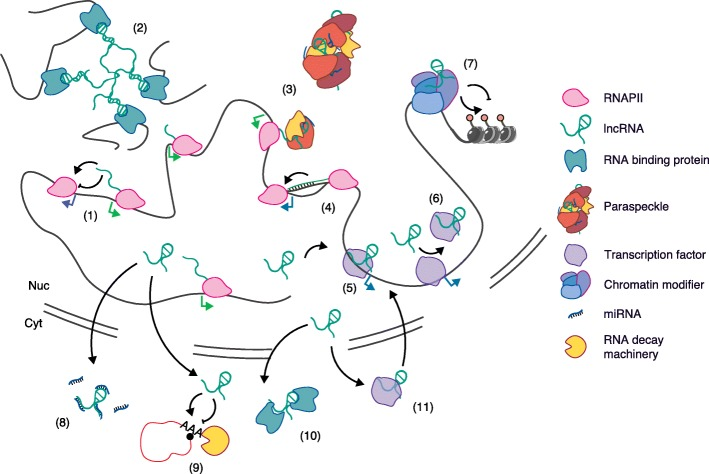 (2)
(3)
(7)
RNAPII
lncRNA
RNA binding protein
Paraspeckle
Transcription factor
Chromatin modifier
miRNA
RNA decay
machinery
(1)
(4)
(6)
(5)
Nuc
Cyt
(8)
AAA
(9)
(10)
(11)